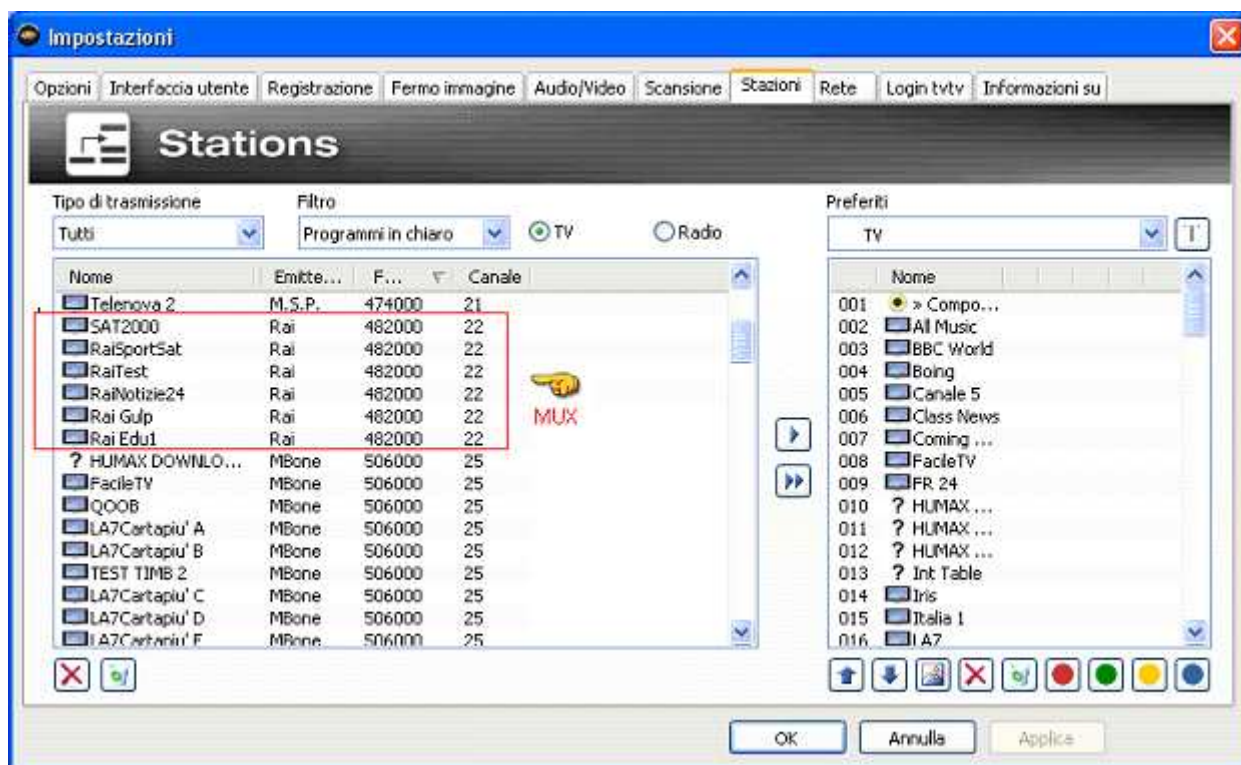 Impostazioni
Opzioni Interfaccia utente Registrazione Fermo immagine Audio/Video Scansione Stazioni Rete Login tvtv Informazioni su
Stations
Tipo di trasmissione Filtro Preferiti
Tutti Programmi in chiaro TV Radio TV T
Nome Emitte... F... Canale Nome
Telenova 2 M.S.P. 474000 21 001 » Compo...
SAT2000 Rai 482000 22 002 All Music
RaiSportSat Rai 482000 22 003 BBC World
RaiTest Rai 482000 22 004 Boing
RaiNotizie24 Rai 482000 22 005 Canale 5
MUX
Rai Gulp Rai 482000 22 006 Class News
Rai Edu1 Rai 482000 22 007 Coming ...
? HUMAX DOWNLO... MBone 506000 25 008 FacileTV
FacileTV MBone 506000 25 009 FR 24
QOOB MBone 506000 25 010 ? HUMAX ...
LA7Cartapiu' A MBone 506000 25 011 ? HUMAX ...
LA7Cartapiu' B MBone 506000 25 012 ? HUMAX ...
TEST TIMB 2 MBone 506000 25 013 ? Int Table
LA7Cartapiu' C MBone 506000 25 014 Iris
LA7Cartapiu' D MBone 506000 25 015 Italia 1
LA7Cartapiu' E MBone 506000 25 016 LA7
OK Annulla Applica